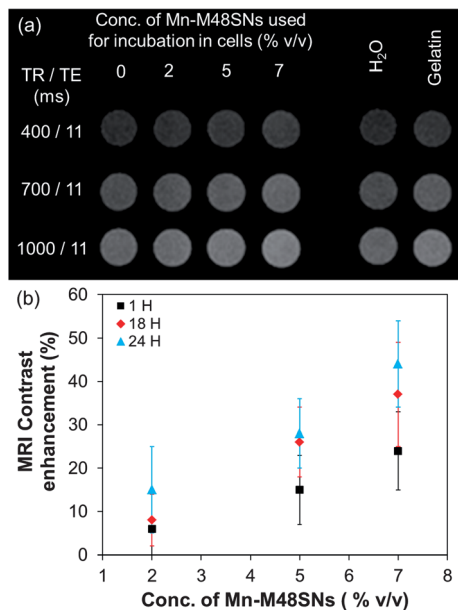 (a)
Conc. of Mn-M48SNs used
for incubation in cells (% v/v)
TR / TE
(ms)
0 2 5 7
H₂O
Gelatin
400 / 11
700 / 11
1000 / 11
(b)
60
50
40
30
20
10
0
MRI Contrast
enhancement (%)
1 H
18 H
24 H
1 2 3 4 5 6 7 8
Conc. of Mn-M48SNs ( % v/v)